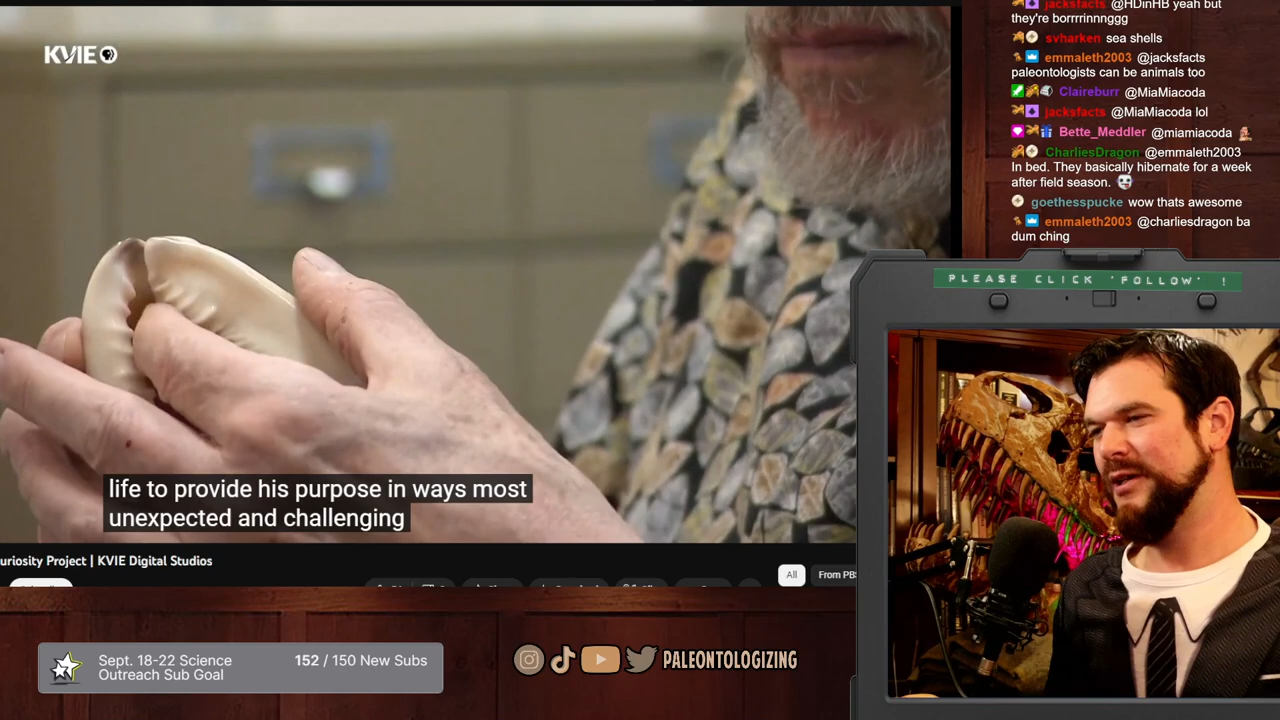 KVIE
life to provide his purpose in ways most
unexpected and challenging
uriosity Project | KVIE Digital Studios
All
From PBS
jacksfacts @HDinHB yeah but
they're borrrrinnnggg
svharken sea shells
emmaleth2003 @jacksfacts
paleontologists can be animals too
Claireburr @MiaMiacoda
jacksfacts @MiaMiacoda lol
Bette_Meddler @miamiacoda
CharliesDragon @emmaleth2003
In bed. They basically hibernate for a week
after field season.
goethesspucke wow thats awesome
emmaleth2003 @charliesdragon ba
dum ching
PLEASE CLICK 'FOLLOW' !
Sept. 18-22 Science
Outreach Sub Goal
152 / 150 New Subs
PALEONTOLOGIZING